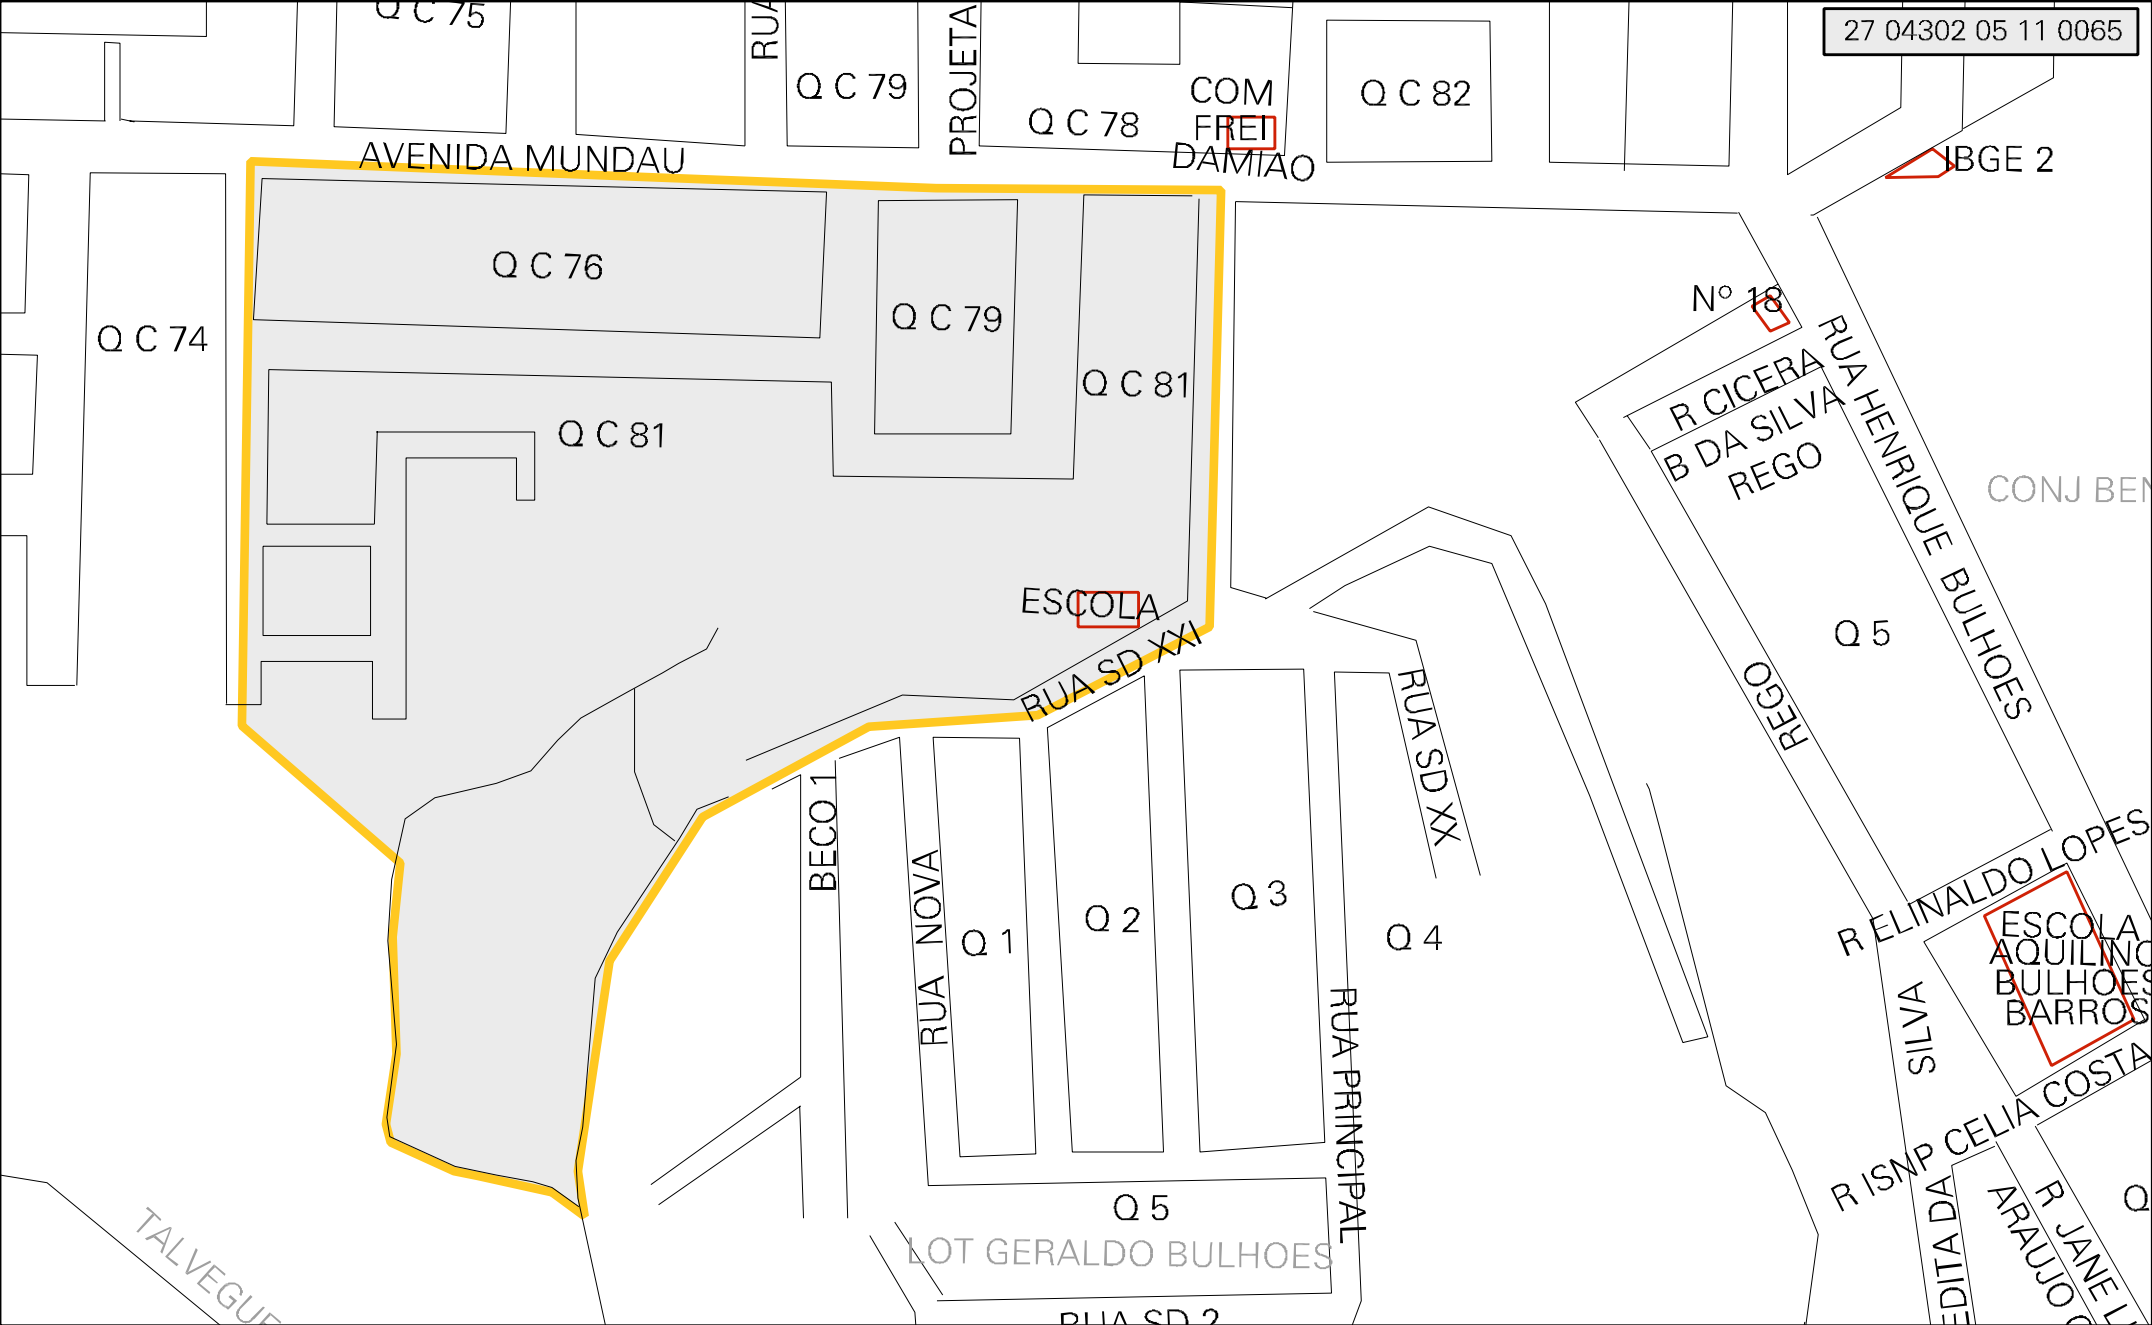 Q C 75
RUA
Q C 79
PROJETA
Q C 78
COM
FREI
DAMIAO
Q C 82
27 04302 05 11 0065
AVENIDA MUNDAU
IBGE 2
Q C 76
Q C 79
Q C 74
Q C 81
Q C 81
Nº 18
R CICERA
B DA SILVA
REGO
RUA HENRIQUE BULHOES
CONJ BEN
ESCOLA
RUA SD XXI
Q 5
REGO
RUA SD XX
BECO 1
RUA NOVA
Q 1
Q 2
Q 3
Q 4
R ELINALDO LOPES
ESCOLA
AQUILINO
BULHOES
BARROS
SILVA
RUA PRINCIPAL
R ISNP CELIA COSTA
EDITA DA
R JANE L
ARAUJO
Q
Q 5
LOT GERALDO BULHOES
TALVEGUE
RUA SD 2